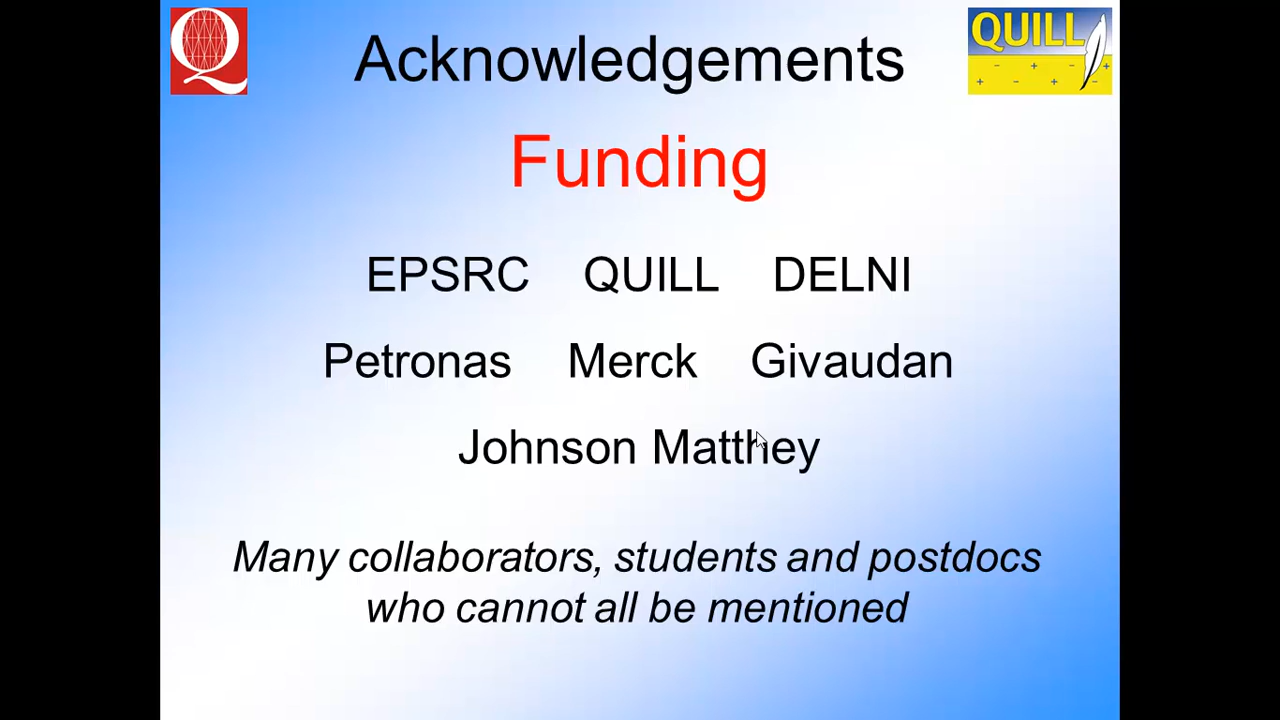 Q
QUILL
Acknowledgements
Funding
EPSRC QUILL DELNI
Petronas Merck Givaudan
Johnson Matthey
Many collaborators, students and postdocs
who cannot all be mentioned